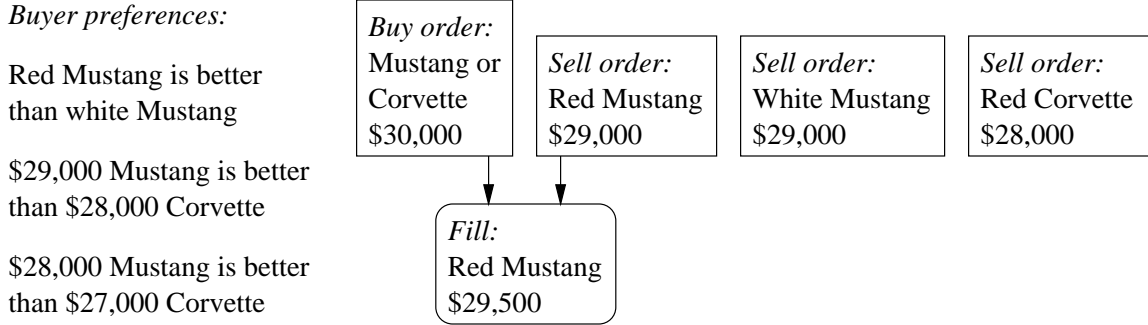 Buyer preferences:
Red Mustang is better
than white Mustang
$29,000 Mustang is better
than $28,000 Corvette
$28,000 Mustang is better
than $27,000 Corvette
Buy order:
Mustang or
Corvette
$30,000
Sell order:
Red Mustang
$29,000
Sell order:
White Mustang
$29,000
Sell order:
Red Corvette
$28,000
Fill:
Red Mustang
$29,500